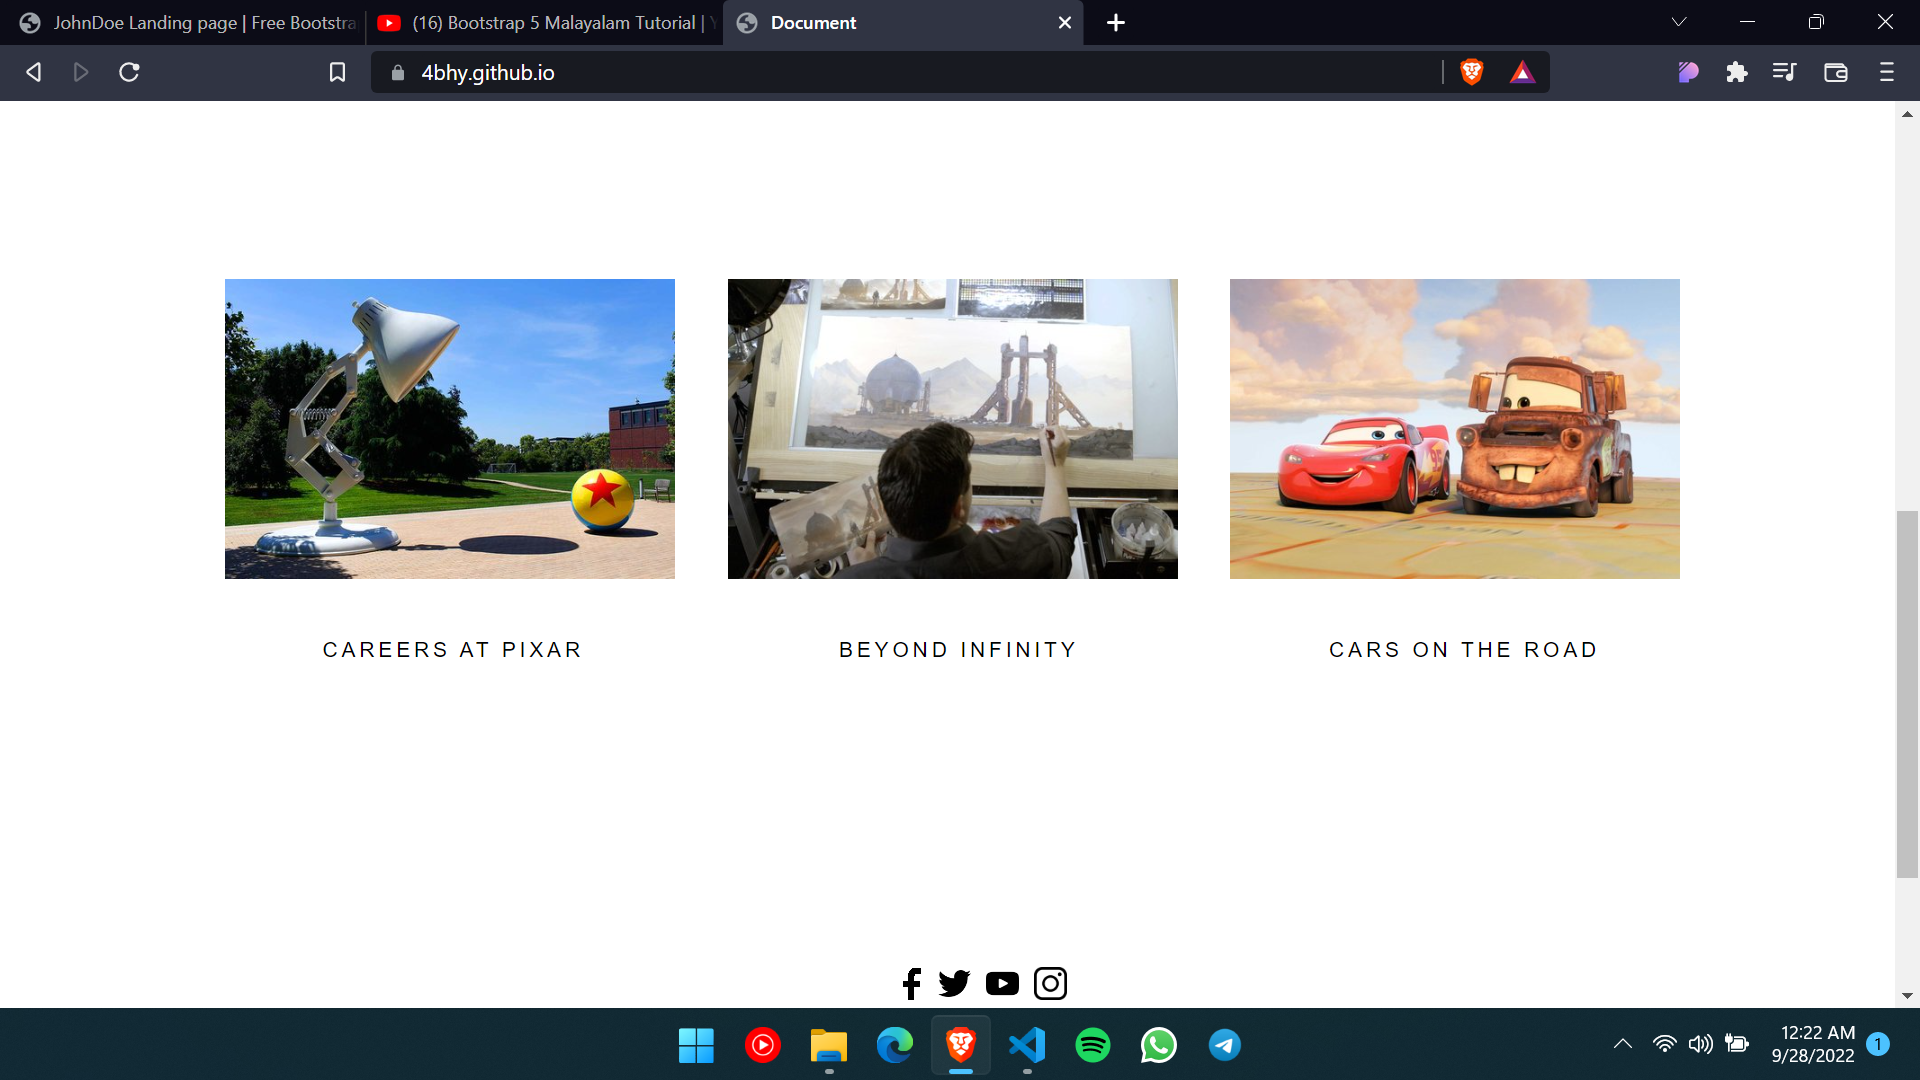 JohnDoe Landing page | Free Bootstra
(16) Bootstrap 5 Malayalam Tutorial |
Document
4bhy.github.io
95
CAREERS AT PIXAR
BEYOND INFINITY
CARS ON THE ROAD
12:22 AM
9/28/2022
1